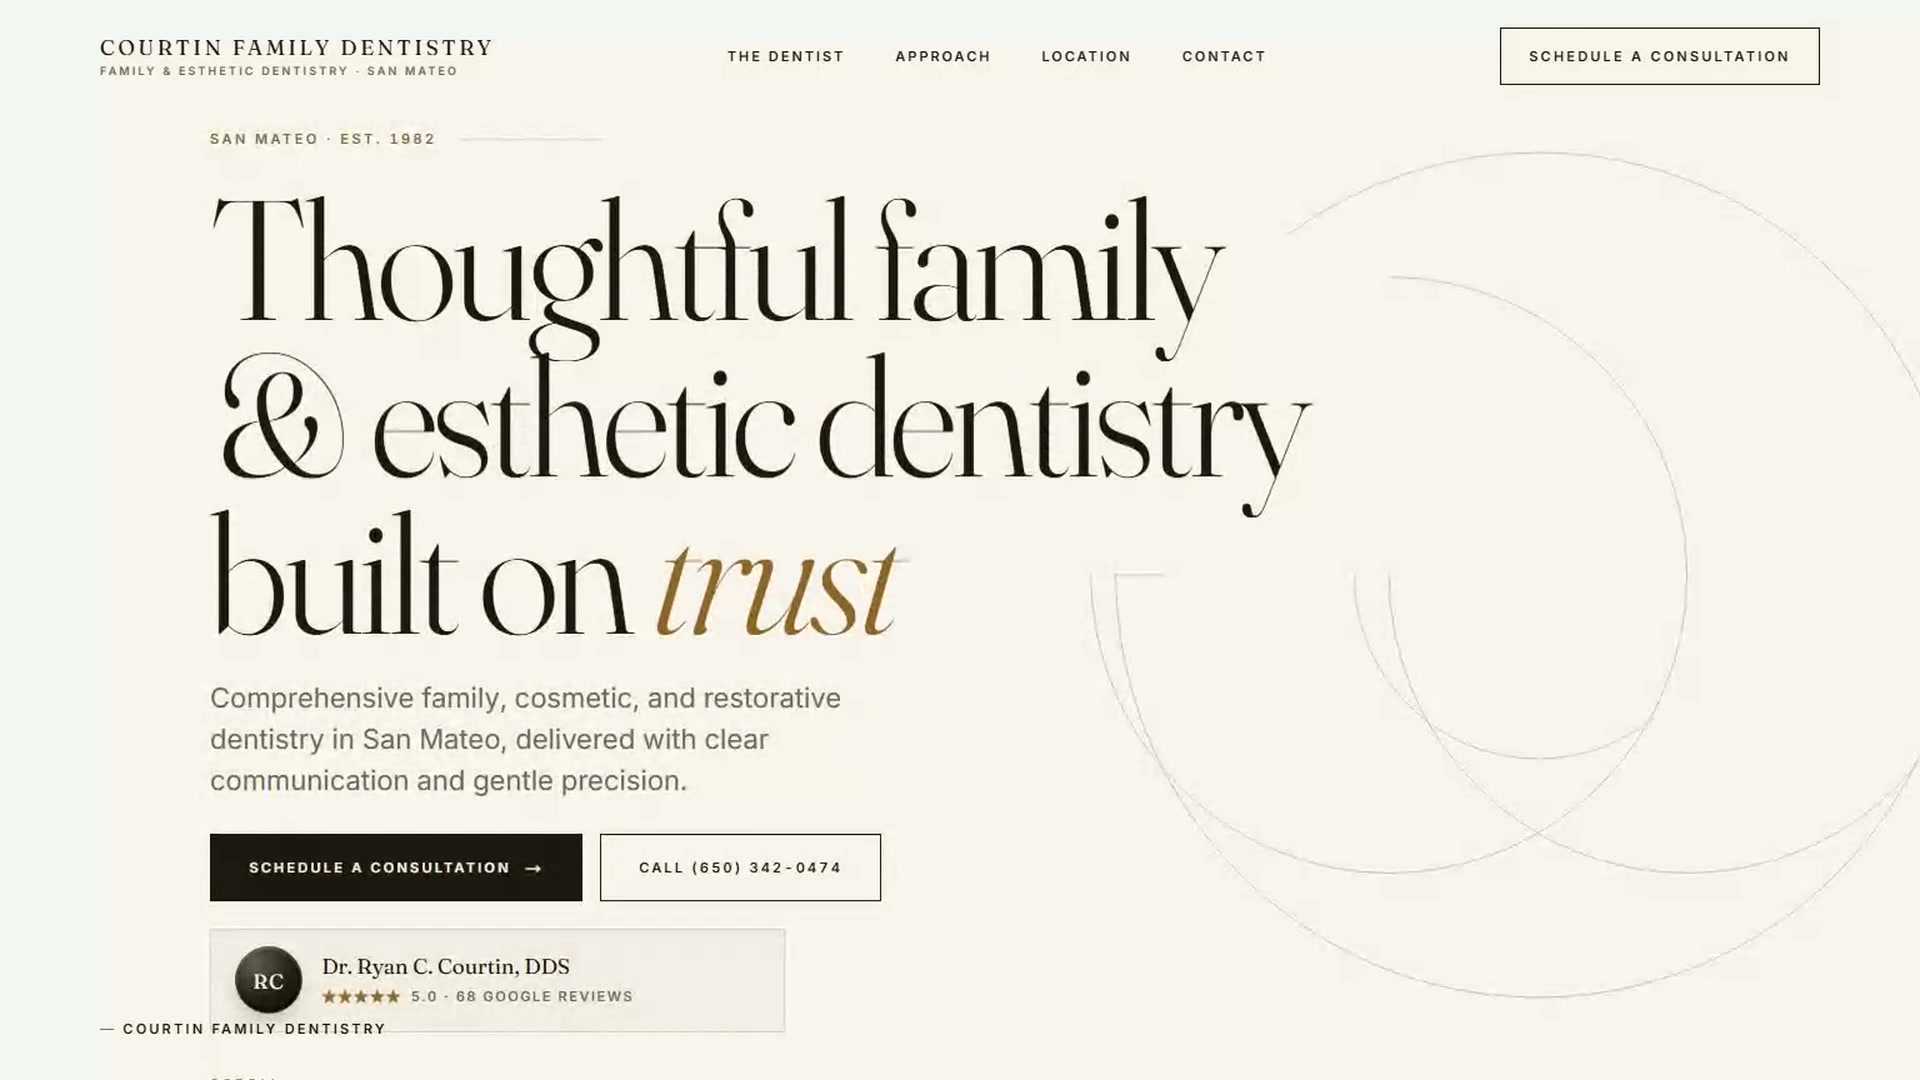 COURTIN FAMILY DENTISTRY
FAMILY & ESTHETIC DENTISTRY · SAN MATEO
THE DENTIST
APPROACH
LOCATION
CONTACT
SCHEDULE A CONSULTATION
SAN MATEO · EST. 1982
Thoughtful family
& esthetic dentistry
built on trust
Comprehensive family, cosmetic, and restorative
dentistry in San Mateo, delivered with clear
communication and gentle precision.
SCHEDULE A CONSULTATION →
CALL (650) 342-0474
RC
Dr. Ryan C. Courtin, DDS
★★★★★ 5.0 · 68 GOOGLE REVIEWS
— COURTIN FAMILY DENTISTRY